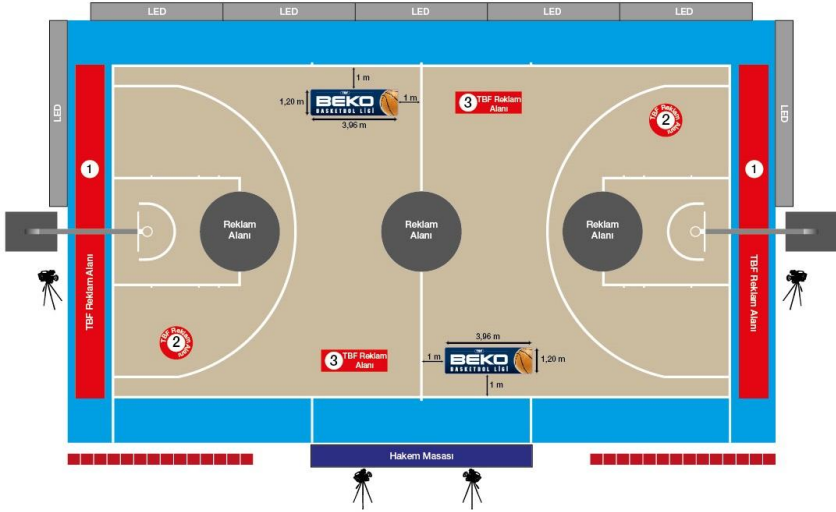 LED
LED
LED
LED
LED
LED
LED
1 m
1,20 m
BEKO
BASKETBOL LİGİ
1 m
3,96 m
3 TBF Reklam
Alanı
2
TBF Reklam
Alanı
1
1
Reklam
Alanı
Reklam
Alanı
Reklam
Alanı
TBF Reklam Alanı
TBF Reklam Alanı
2
TBF Reklam
Alanı
3 TBF Reklam
Alanı
3,96 m
1 m
BEKO
BASKETBOL LİGİ
1,20 m
1 m
Hakem Masası